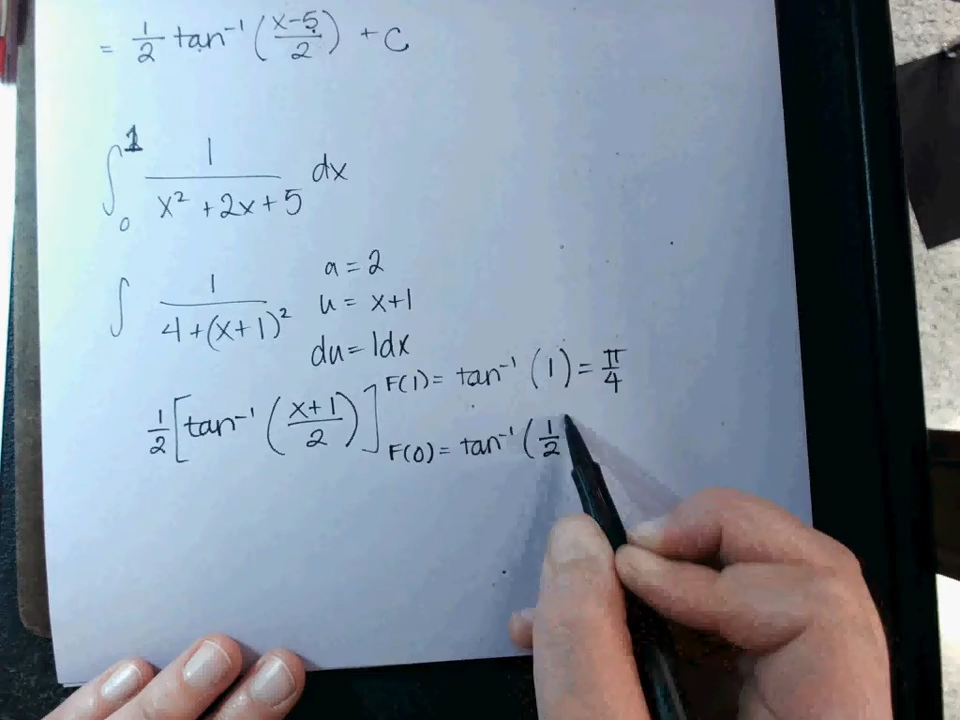 = 1/2 tan⁻¹ (x-5/2) + C
∫₀¹ 1/(x² + 2x + 5) dx
∫ 1/(4 + (x+1)²)
a = 2
u = x+1
du = 1dx
1/2 [tan⁻¹ (x+1/2)]
F(1) = tan⁻¹ (1) = π/4
F(0) = tan⁻¹ (1/2